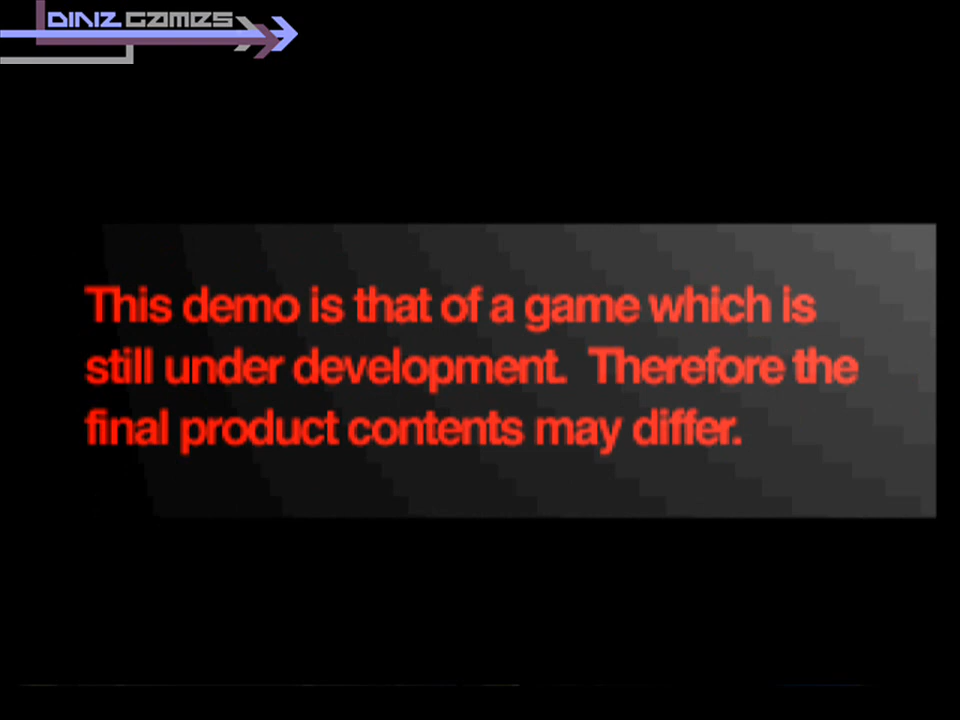 DINIZ GAMES
This demo is that of a game which is
still under development.  Therefore the
final product contents may differ.